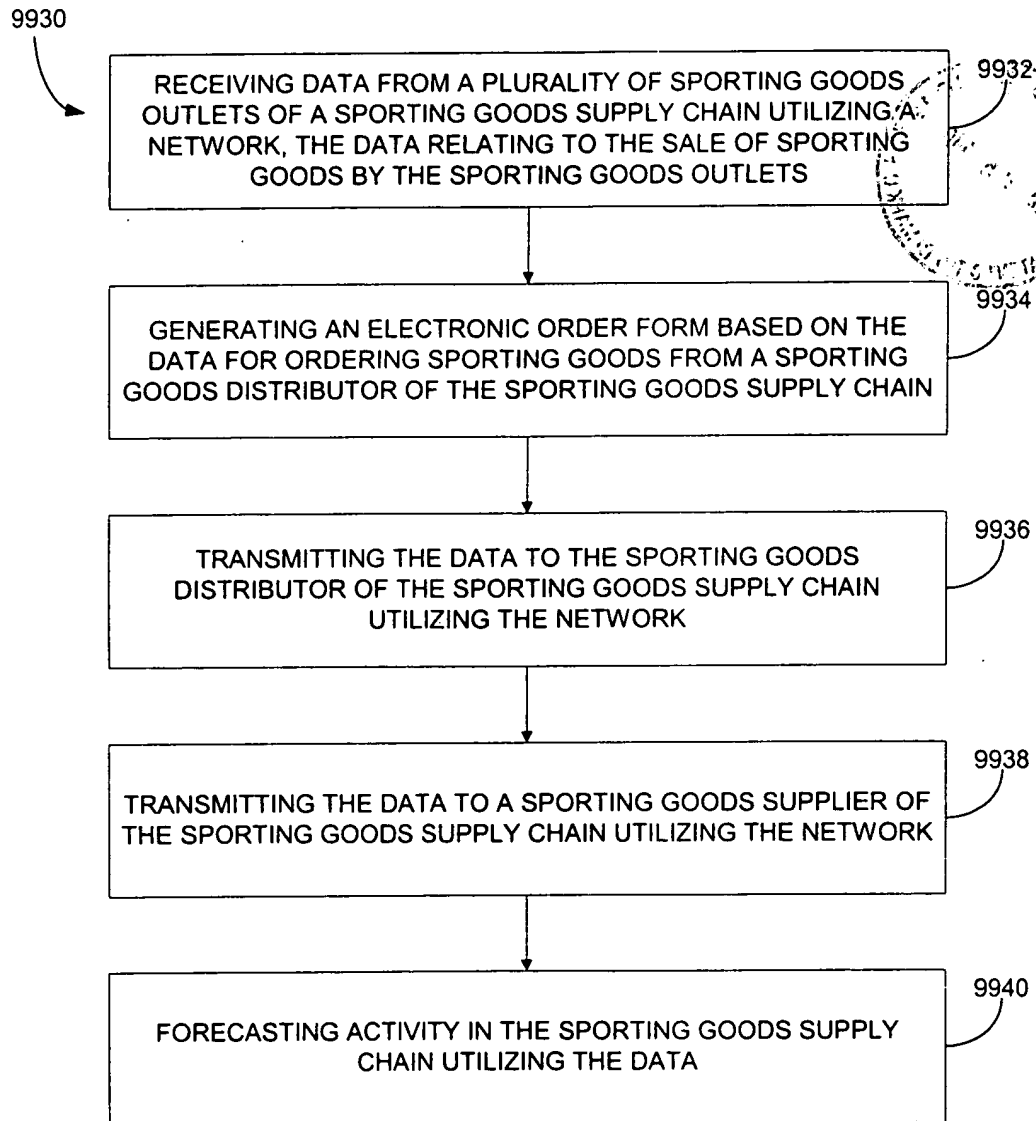 9930
RECEIVING DATA FROM A PLURALITY OF SPORTING GOODS
OUTLETS OF A SPORTING GOODS SUPPLY CHAIN UTILIZING A
NETWORK, THE DATA RELATING TO THE SALE OF SPORTING
GOODS BY THE SPORTING GOODS OUTLETS
9932
GENERATING AN ELECTRONIC ORDER FORM BASED ON THE
DATA FOR ORDERING SPORTING GOODS FROM A SPORTING
GOODS DISTRIBUTOR OF THE SPORTING GOODS SUPPLY CHAIN
9934
TRANSMITTING THE DATA TO THE SPORTING GOODS
DISTRIBUTOR OF THE SPORTING GOODS SUPPLY CHAIN
UTILIZING THE NETWORK
9936
TRANSMITTING THE DATA TO A SPORTING GOODS SUPPLIER OF
THE SPORTING GOODS SUPPLY CHAIN UTILIZING THE NETWORK
9938
FORECASTING ACTIVITY IN THE SPORTING GOODS SUPPLY
CHAIN UTILIZING THE DATA
9940